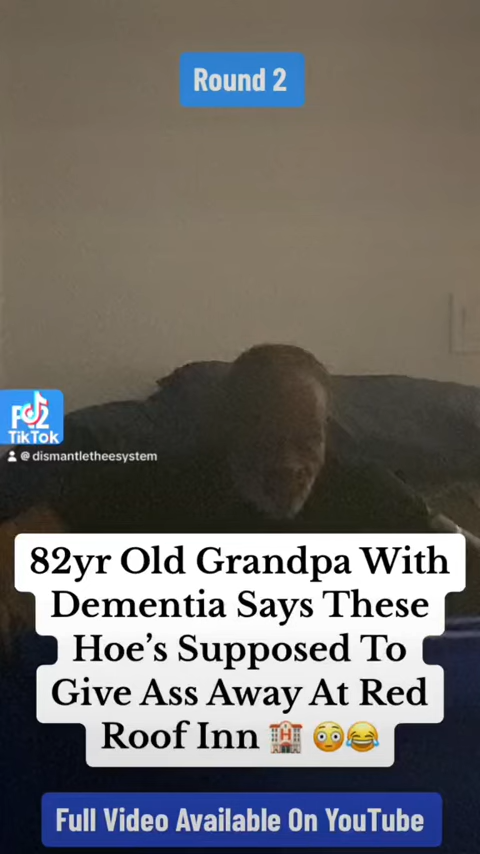 Round 2
TikTok
@dismantletheesystem
82yr Old Grandpa With
Dementia Says These
Hoe's Supposed To
Give Ass Away At Red
Roof Inn 🏨 😳😂
Full Video Available On YouTube